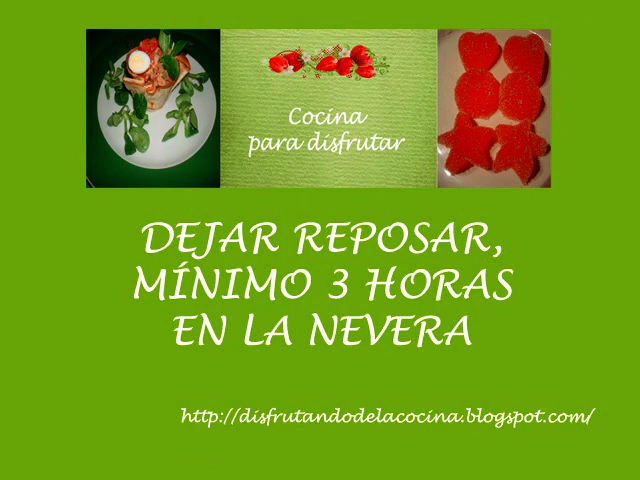 Cocina
para disfrutar
DEJAR REPOSAR,
MÍNIMO 3 HORAS
EN LA NEVERA
http://disfrutandodelacocina.blogspot.com/